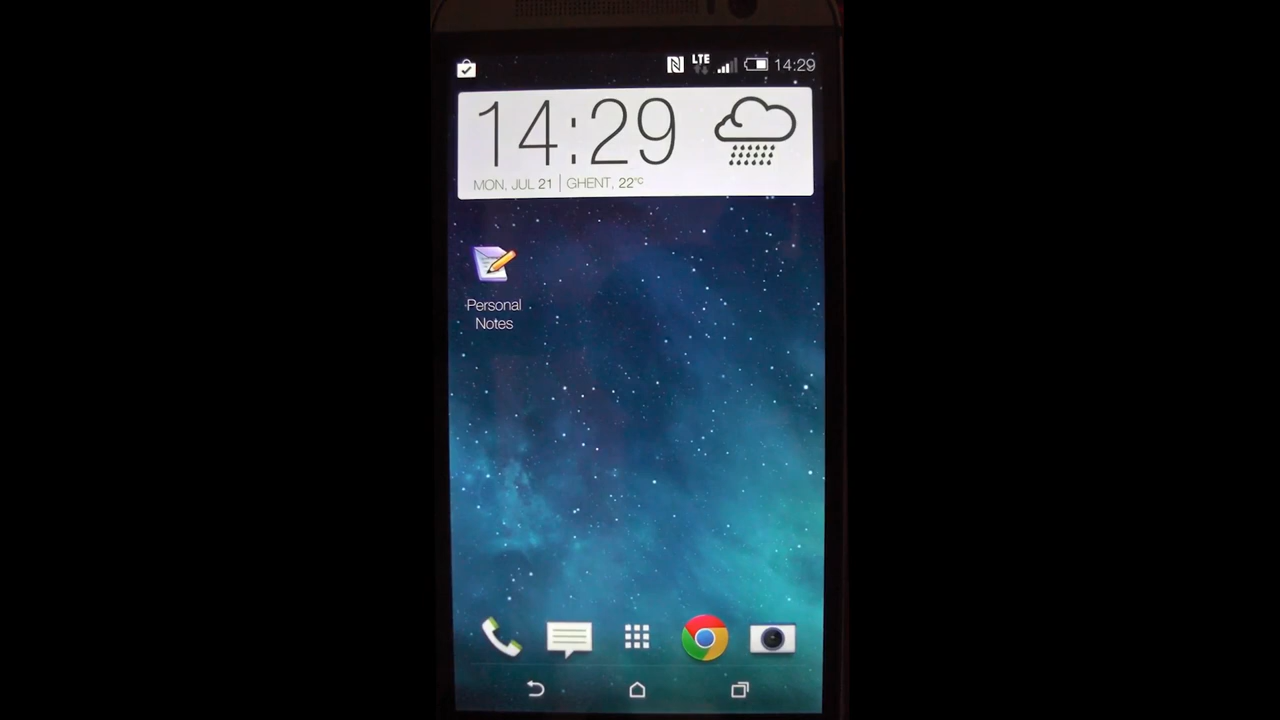 LTE 14:29
14:29
MON, JUL 21 | GHENT, 22°C
Personal
Notes